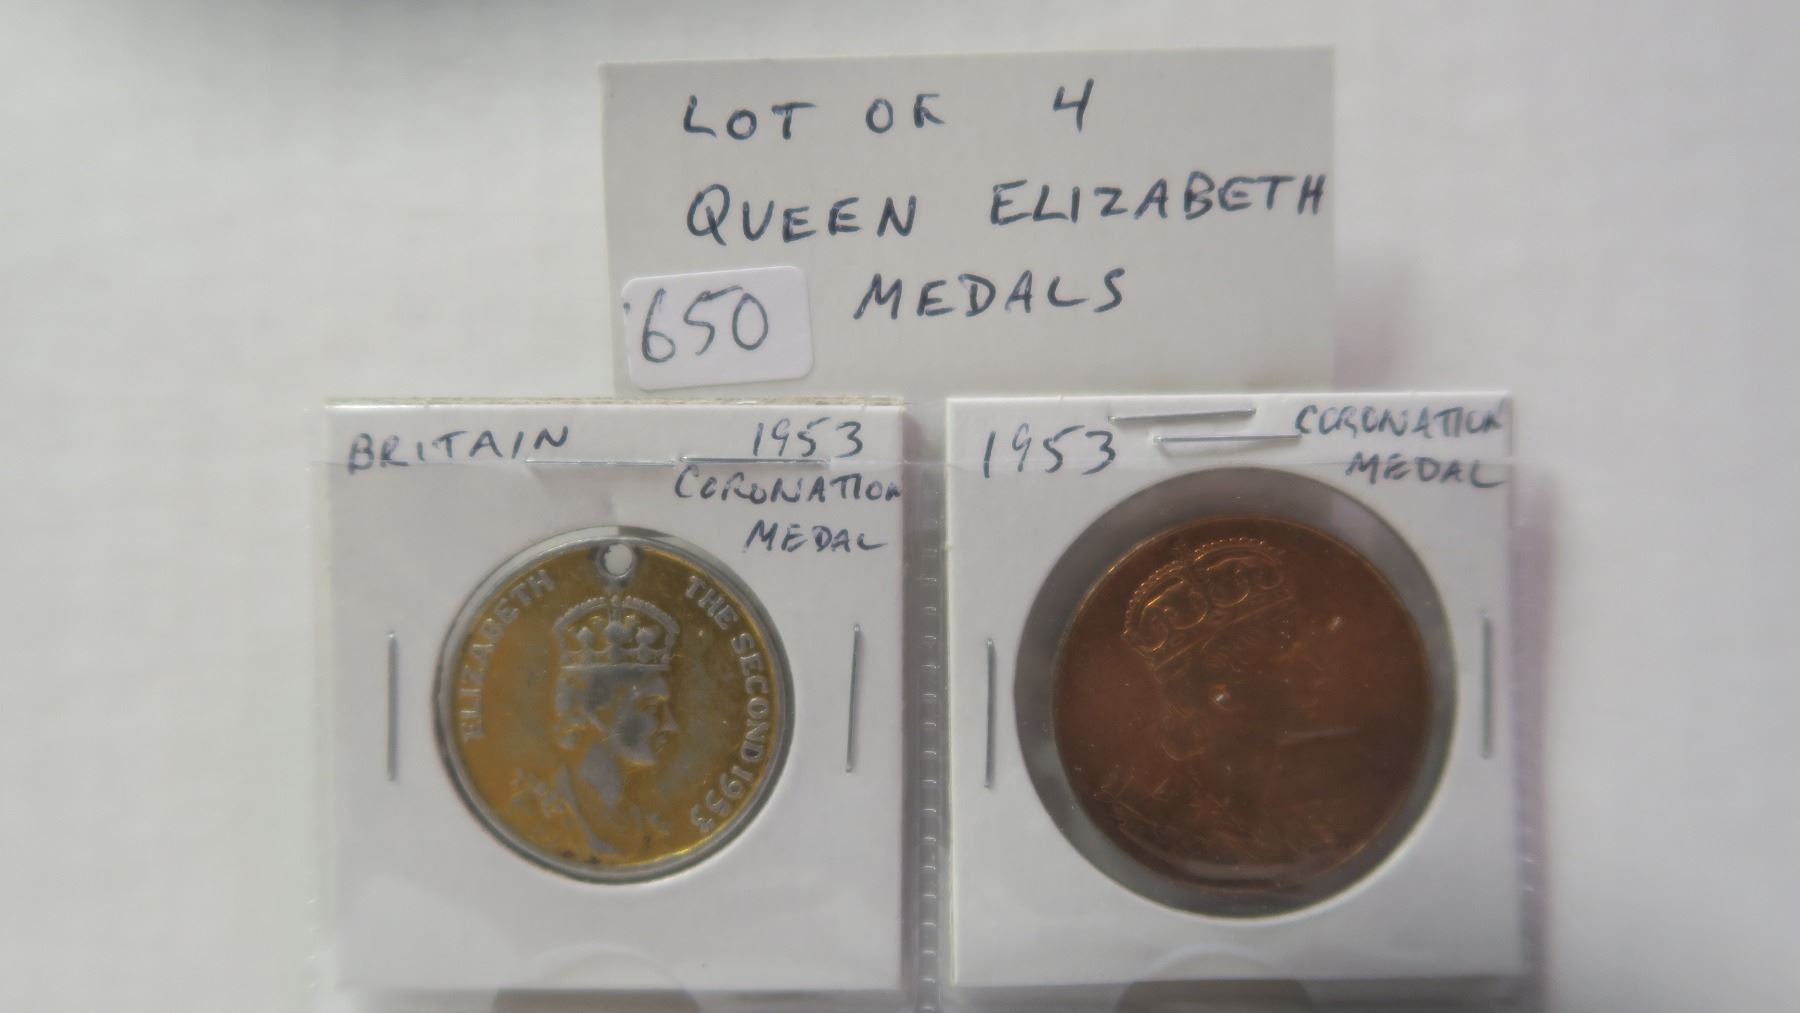 LOT OF 4
QUEEN ELIZABETH
MEDALS
650
BRITAIN 1953
CORONATION
MEDAL
ELIZABETH THE SECOND 1953
1953 CORONATION
MEDAL